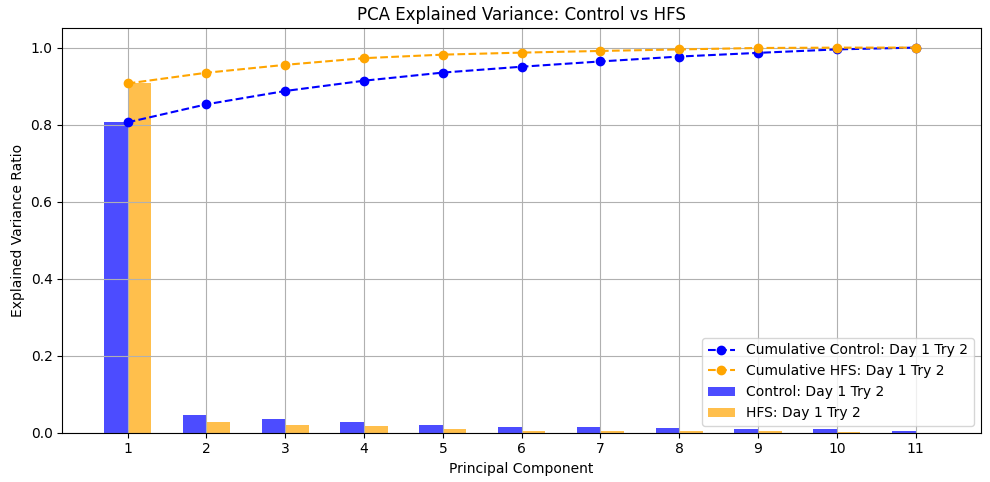 PCA Explained Variance: Control vs HFS
Explained Variance Ratio
1.0
0.8
0.6
0.4
0.2
0.0
Cumulative Control: Day 1 Try 2
Cumulative HFS: Day 1 Try 2
Control: Day 1 Try 2
HFS: Day 1 Try 2
1 2 3 4 5 6 7 8 9 10 11
Principal Component